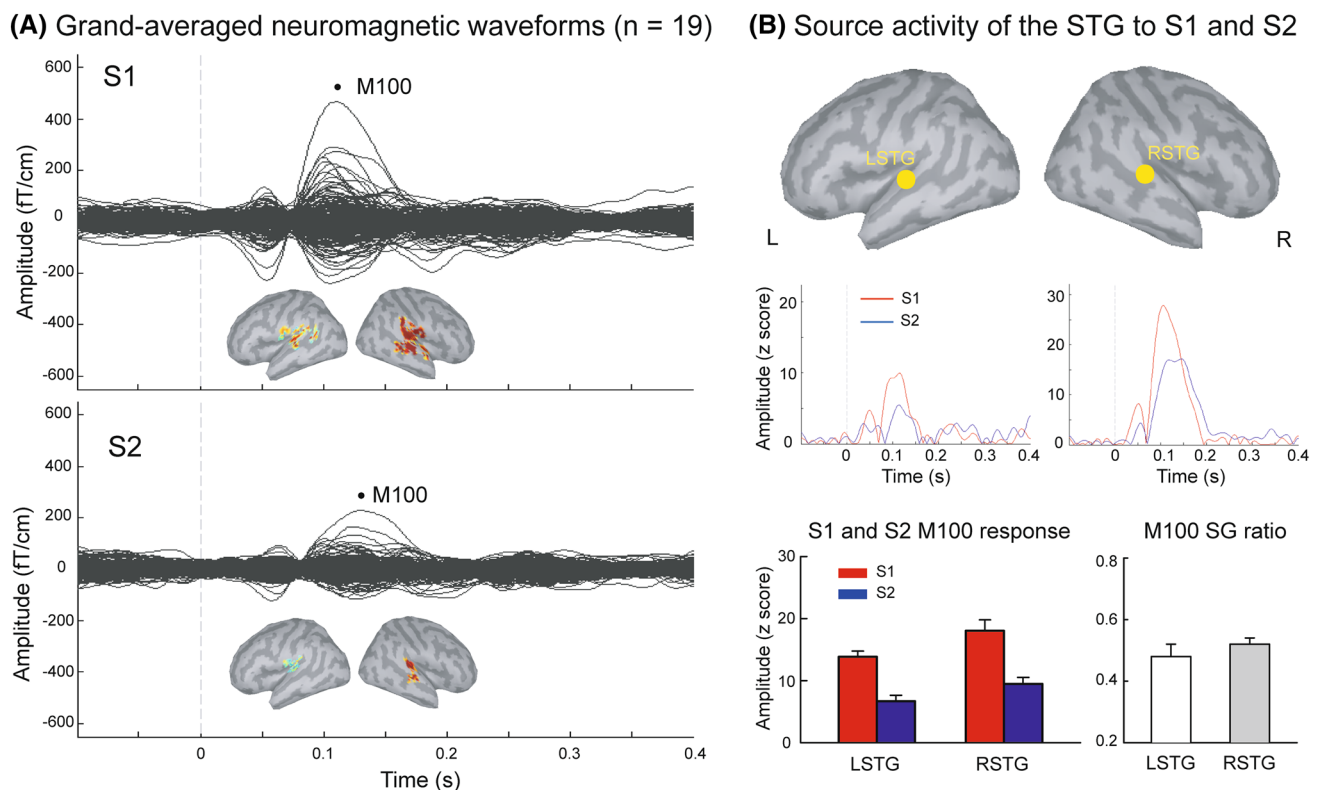 (A) Grand-averaged neuromagnetic waveforms (n = 19)
S1
M100
Amplitude (fT/cm)
600
400
200
0
-200
-400
-600
S2
M100
Amplitude (fT/cm)
600
400
200
0
-200
-400
-600
0 0.1 0.2 0.3 0.4
Time (s)
(B) Source activity of the STG to S1 and S2
LSTG
RSTG
L
R
Amplitude (z score)
20
10
0
S1
S2
0 0.1 0.2 0.3 0.4
Time (s)
30
20
10
0
0 0.1 0.2 0.3 0.4
Time (s)
S1 and S2 M100 response
Amplitude (z score)
30
20
10
0
S1
S2
LSTG RSTG
M100 SG ratio
0.8
0.6
0.4
0.2
LSTG RSTG